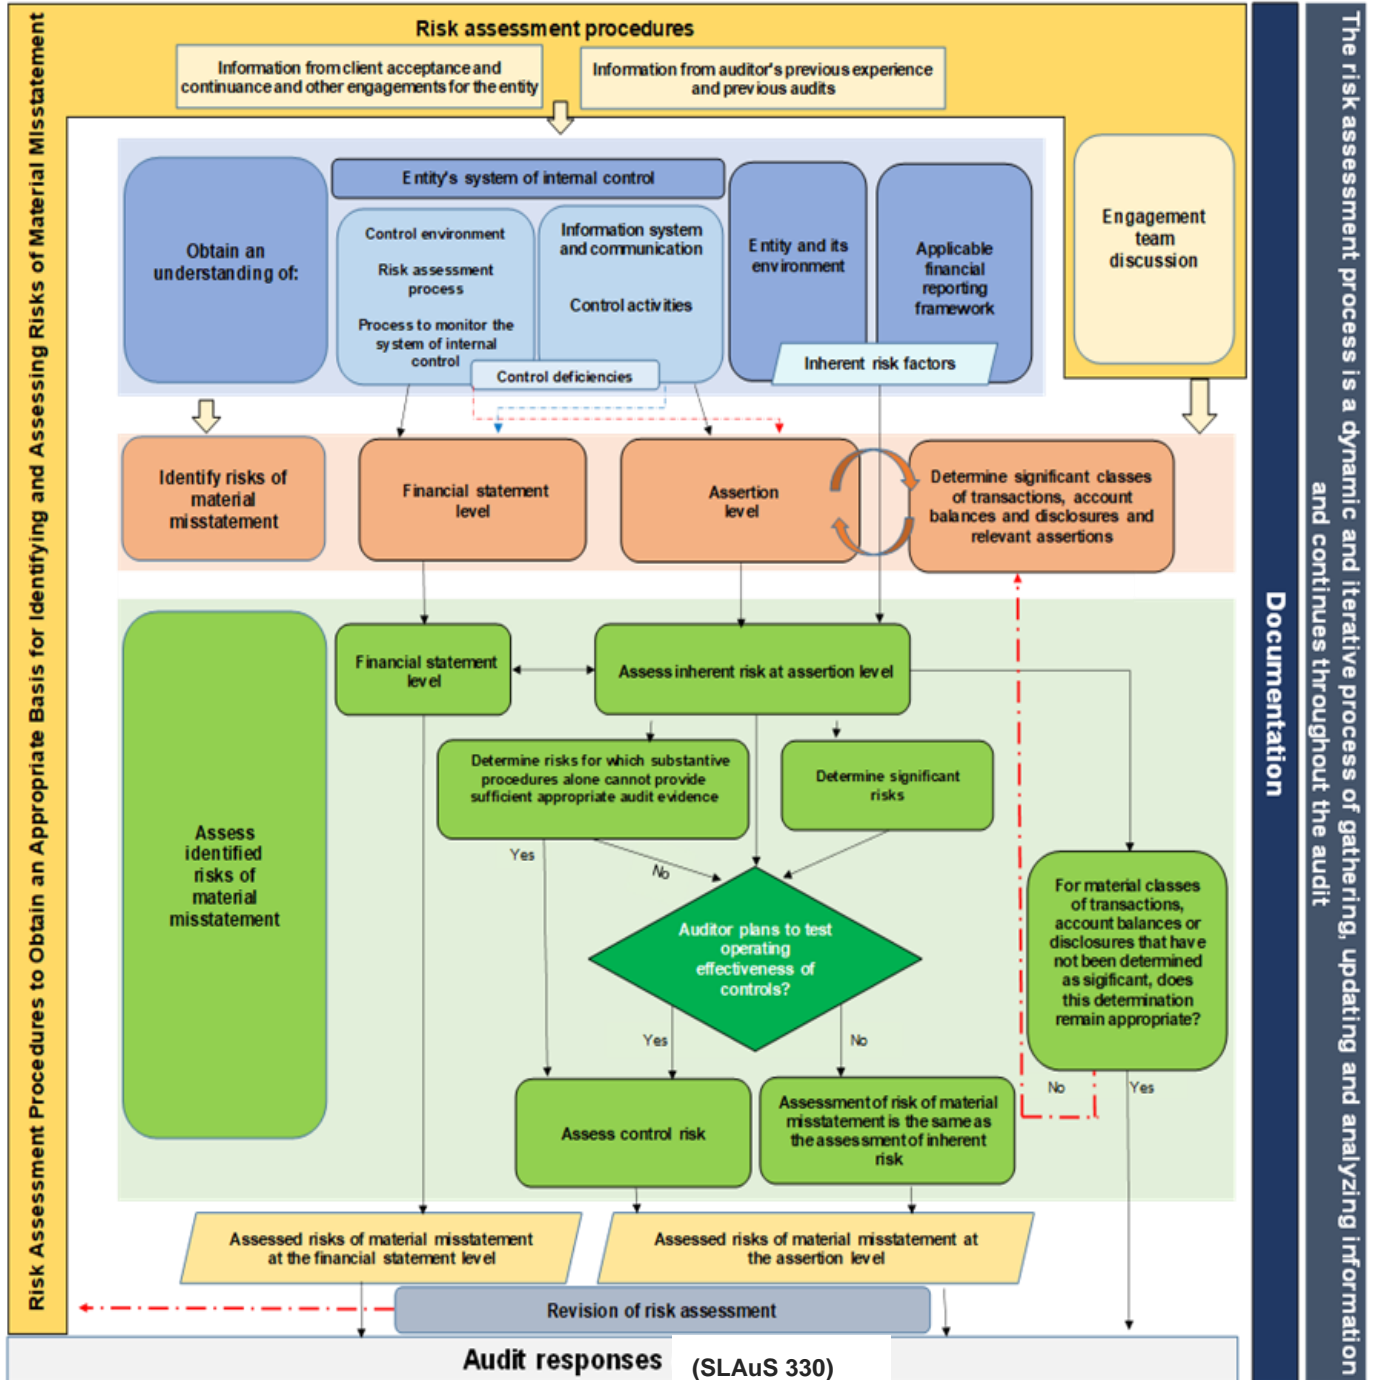 Risk Assessment Procedures to Obtain an Appropriate Basis for Identifying and Assessing Risks of Material MIsstatement
Risk assessment procedures
Information from client acceptance and
continuance and other engagements for the entity
Information from auditor's previous experience
and previous audits
Obtain an
understanding of:
Entity's system of internal control
Control environment
Risk assessment
process
Process to monitor the
system of internal
control
Information system
and communication
Control activities
Control deficiencies
Entity and its
environment
Applicable
financial
reporting
framework
Inherent risk factors
Engagement
team
discussion
Identify risks of
material
misstatement
Financial statement
level
Assertion
level
Determine significant classes
of transactions, account
balances and disclosures and
relevant assertions
Assess
identified
risks of
material
misstatement
Financial statement
level
Assess inherent risk at assertion level
Determine risks for which substantive
procedures alone cannot provide
sufficient appropriate audit evidence
Determine significant
risks
Yes
No
Auditor plans to test
operating
effectiveness of
controls?
For material classes
of transactions,
account balances or
disclosures that have
not been determined
as sigificant, does
this determination
remain appropriate?
Yes
No
No
Yes
Assess control risk
Assessment of risk of material
misstatement is the same as
the assessment of inherent
risk
Assessed risks of material misstatement
at the financial statement level
Assessed risks of material misstatement at
the assertion level
Revision of risk assessment
Audit responses
(SLAuS 330)
Documentation
The risk assessment process is a dynamic and iterative process of gathering, updating and analyzing information
and continues throughout the audit